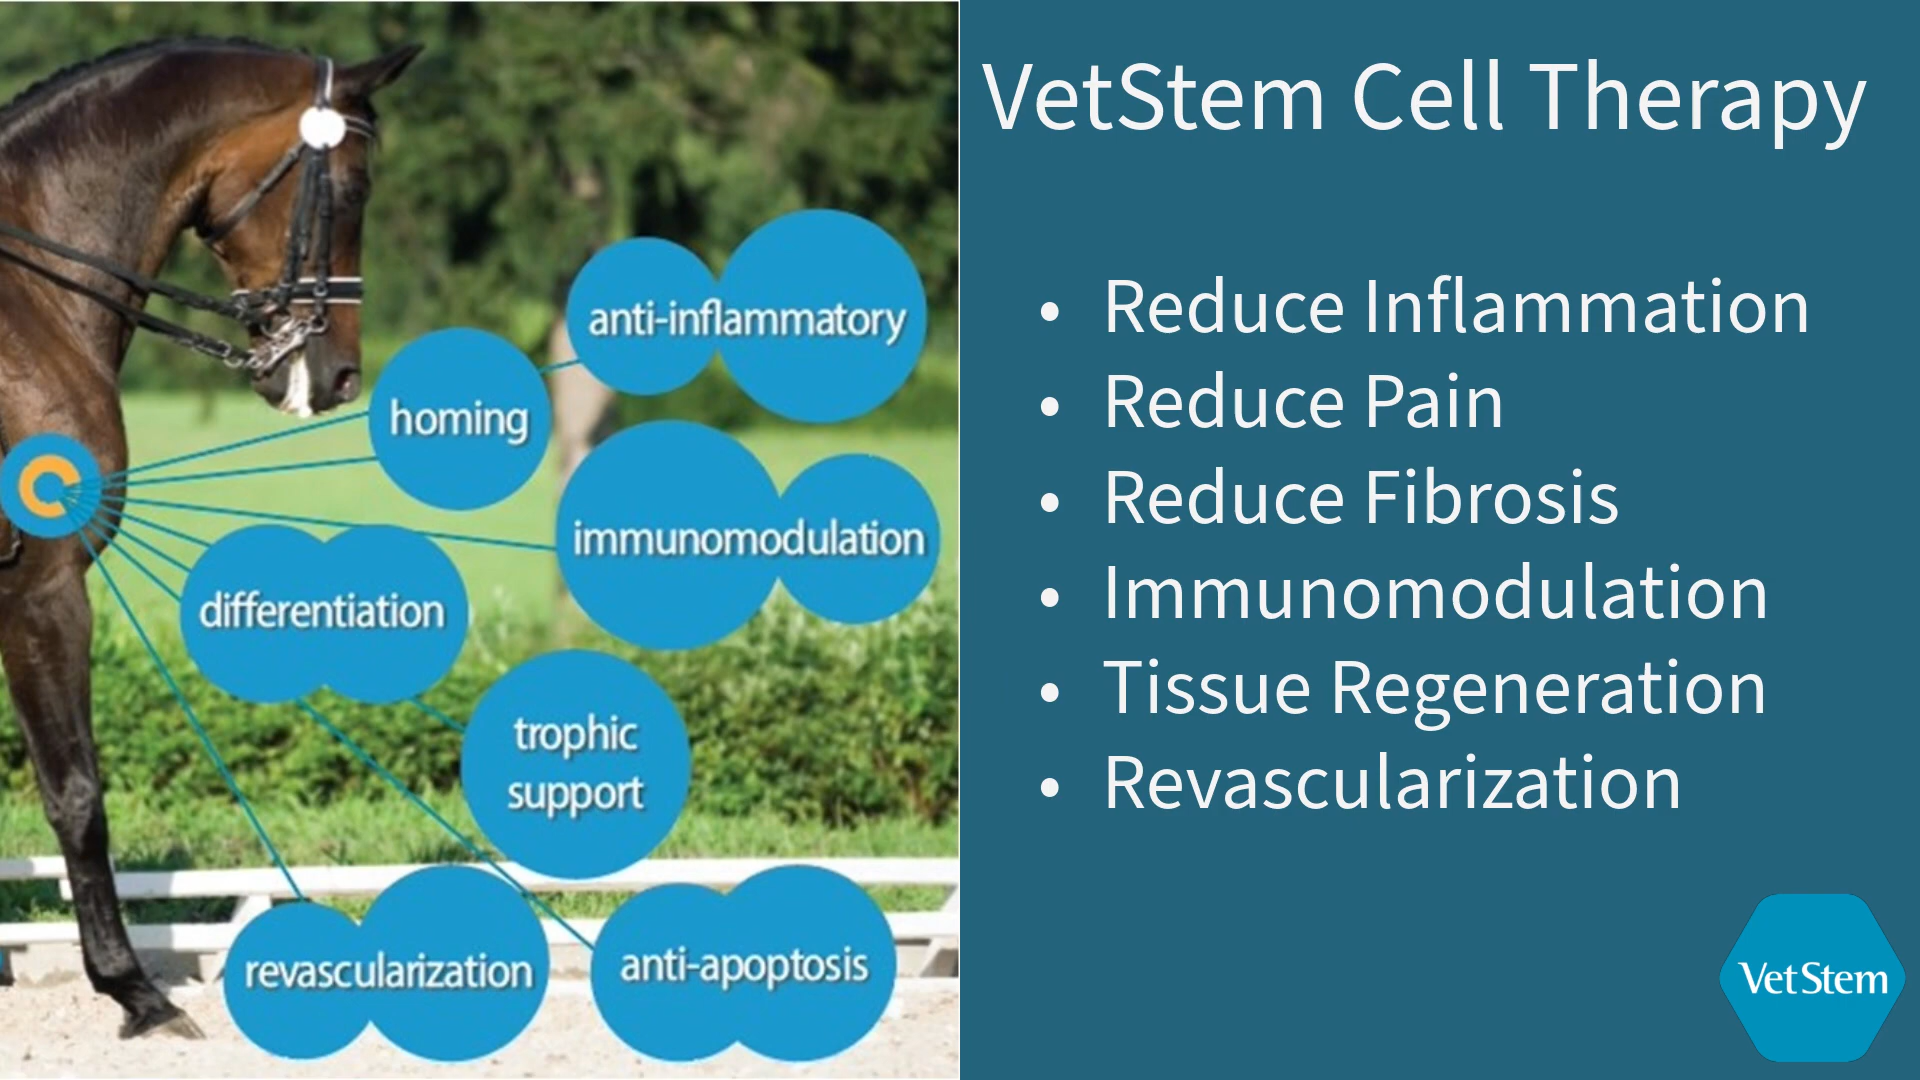 VetStem Cell Therapy
anti-inflammatory
homing
immunomodulation
differentiation
trophic
support
revascularization
anti-apoptosis
• Reduce Inflammation
• Reduce Pain
• Reduce Fibrosis
• Immunomodulation
• Tissue Regeneration
• Revascularization
VetStem